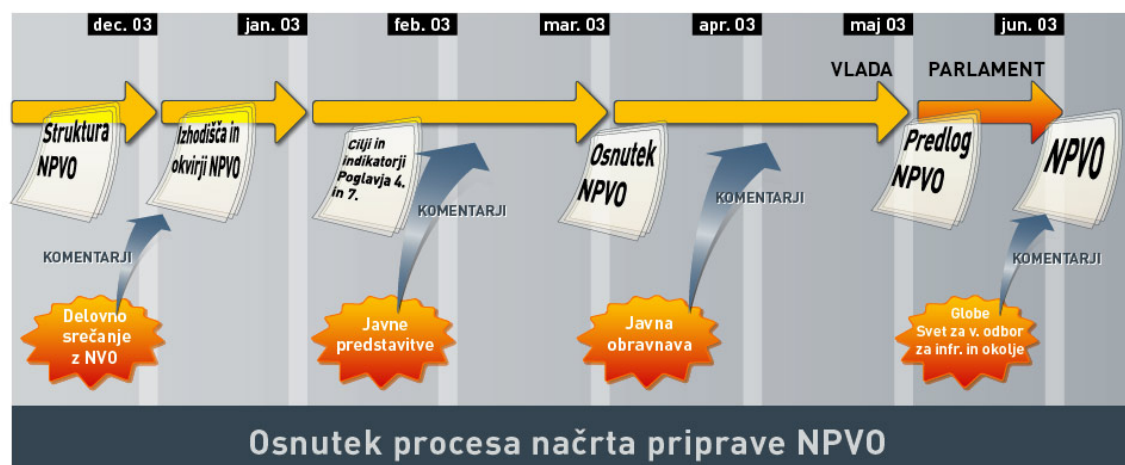 dec. 03
jan. 03
feb. 03
mar. 03
apr. 03
maj 03
jun. 03
VLADA
PARLAMENT
Struktura
NPVO
Izhodišča in
okvirji NPVO
Cilji in
indikatorji
Poglavja 4.
in 7.
Osnutek
NPVO
Predlog
NPVO
NPVO
KOMENTARJI
KOMENTARJI
KOMENTARJI
KOMENTARJI
Delovno
srečanje
z NVO
Javne
predstavitve
Javna
obravnava
Globe
Svet za v. odbor
za infr. in okolje
Osnutek procesa načrta priprave NPVO